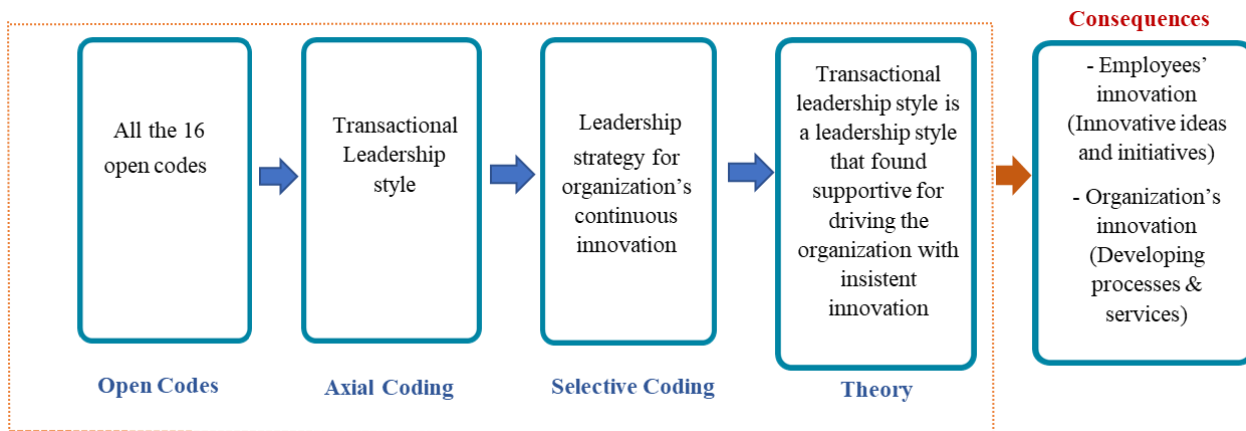 All the 16
open codes
Open Codes
Transactional
Leadership
style
Axial Coding
Leadership
strategy for
organization’s
continuous
innovation
Selective Coding
Transactional
leadership style is
a leadership style
that found
supportive for
driving the
organization with
insistent
innovation
Theory
Consequences
- Employees’
innovation
(Innovative ideas
and initiatives)
- Organization’s
innovation
(Developing
processes &
services)